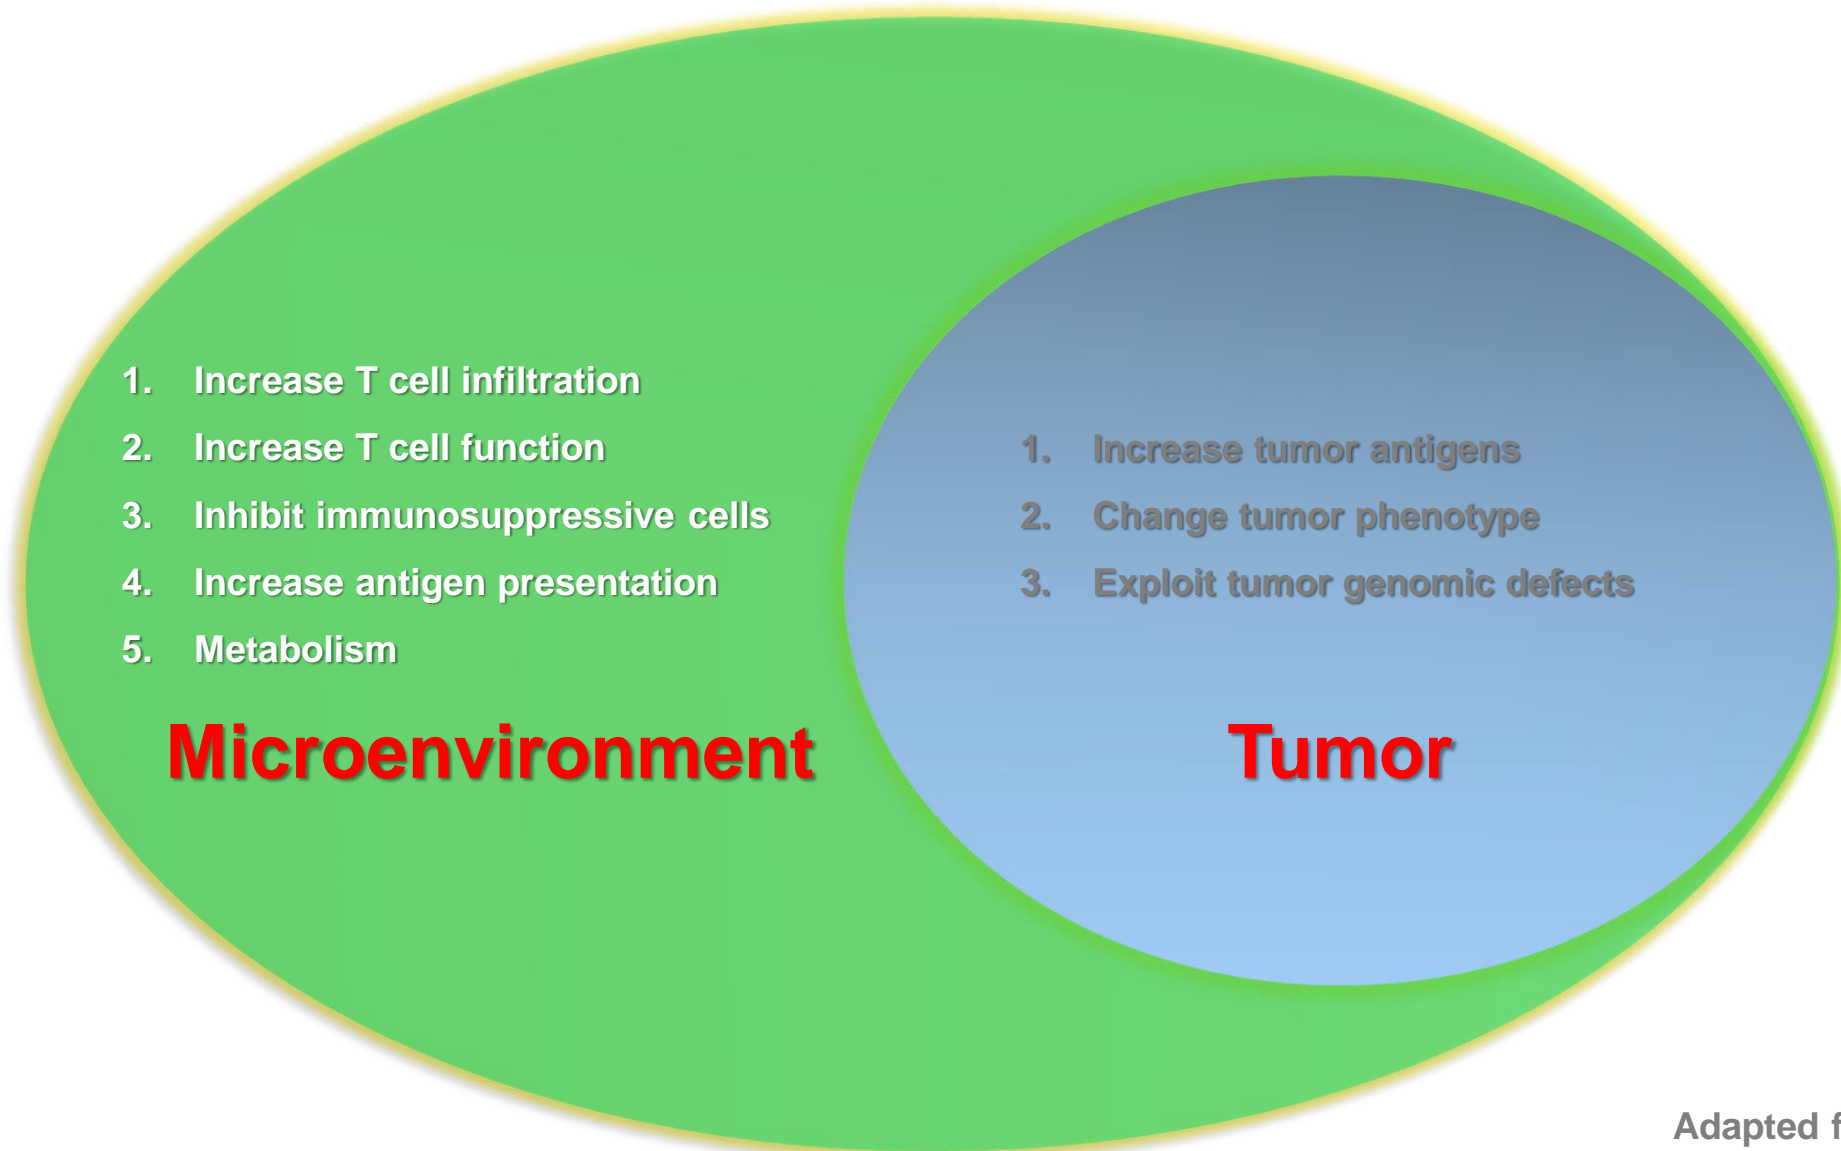 1. Increase T cell infiltration
2. Increase T cell function
3. Inhibit immunosuppressive cells
4. Increase antigen presentation
5. Metabolism
Microenvironment
1. Increase tumor antigens
2. Change tumor phenotype
3. Exploit tumor genomic defects
Tumor
Adapted